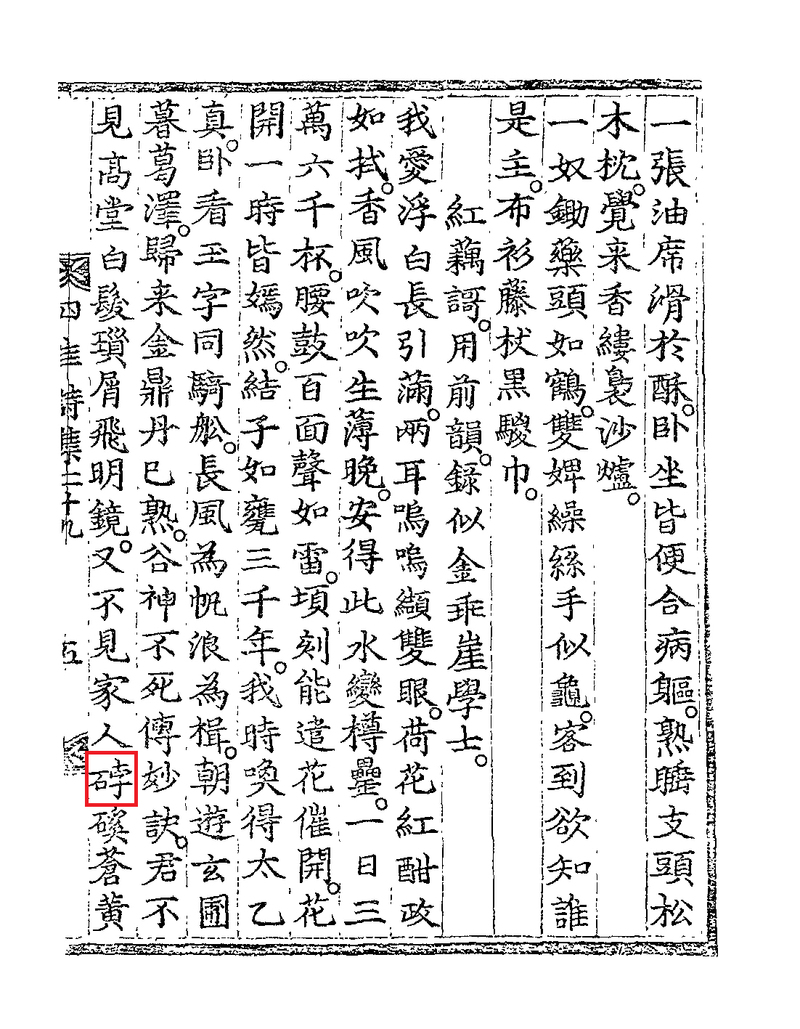 一張油席滑於酥。卧坐皆便合病軀。熟睡支頭松
木枕。覺来香縷裊沙爐。
一奴鋤藥頭如鶴。雙婢繰絲手似龜。客到欲知誰
是主。布衫藤杖黑騣巾。
紅藕謌。用前韻。録似金乖崖學士。
我愛浮白長引滿。兩耳嗚嗚纈雙眼。荷花紅酣政
如拭。香風吹吹生薄晚。安得此水變樽罍。一日三
萬六千杯。腰鼓百面聲如雷。頃刻能遣花催開。花
開一時皆嫣然。結子如甕三千年。我時喚得太乙
真。卧看玉字同騎舩。長風為帆浪為楫。朝遊玄圃
暮葛澤。歸来金鼎丹已熟。谷神不死傳妙訣。君不
見高堂白髮瑣屑飛明鏡。又不見家人磎蒼黃
四佳詩集二十九 五